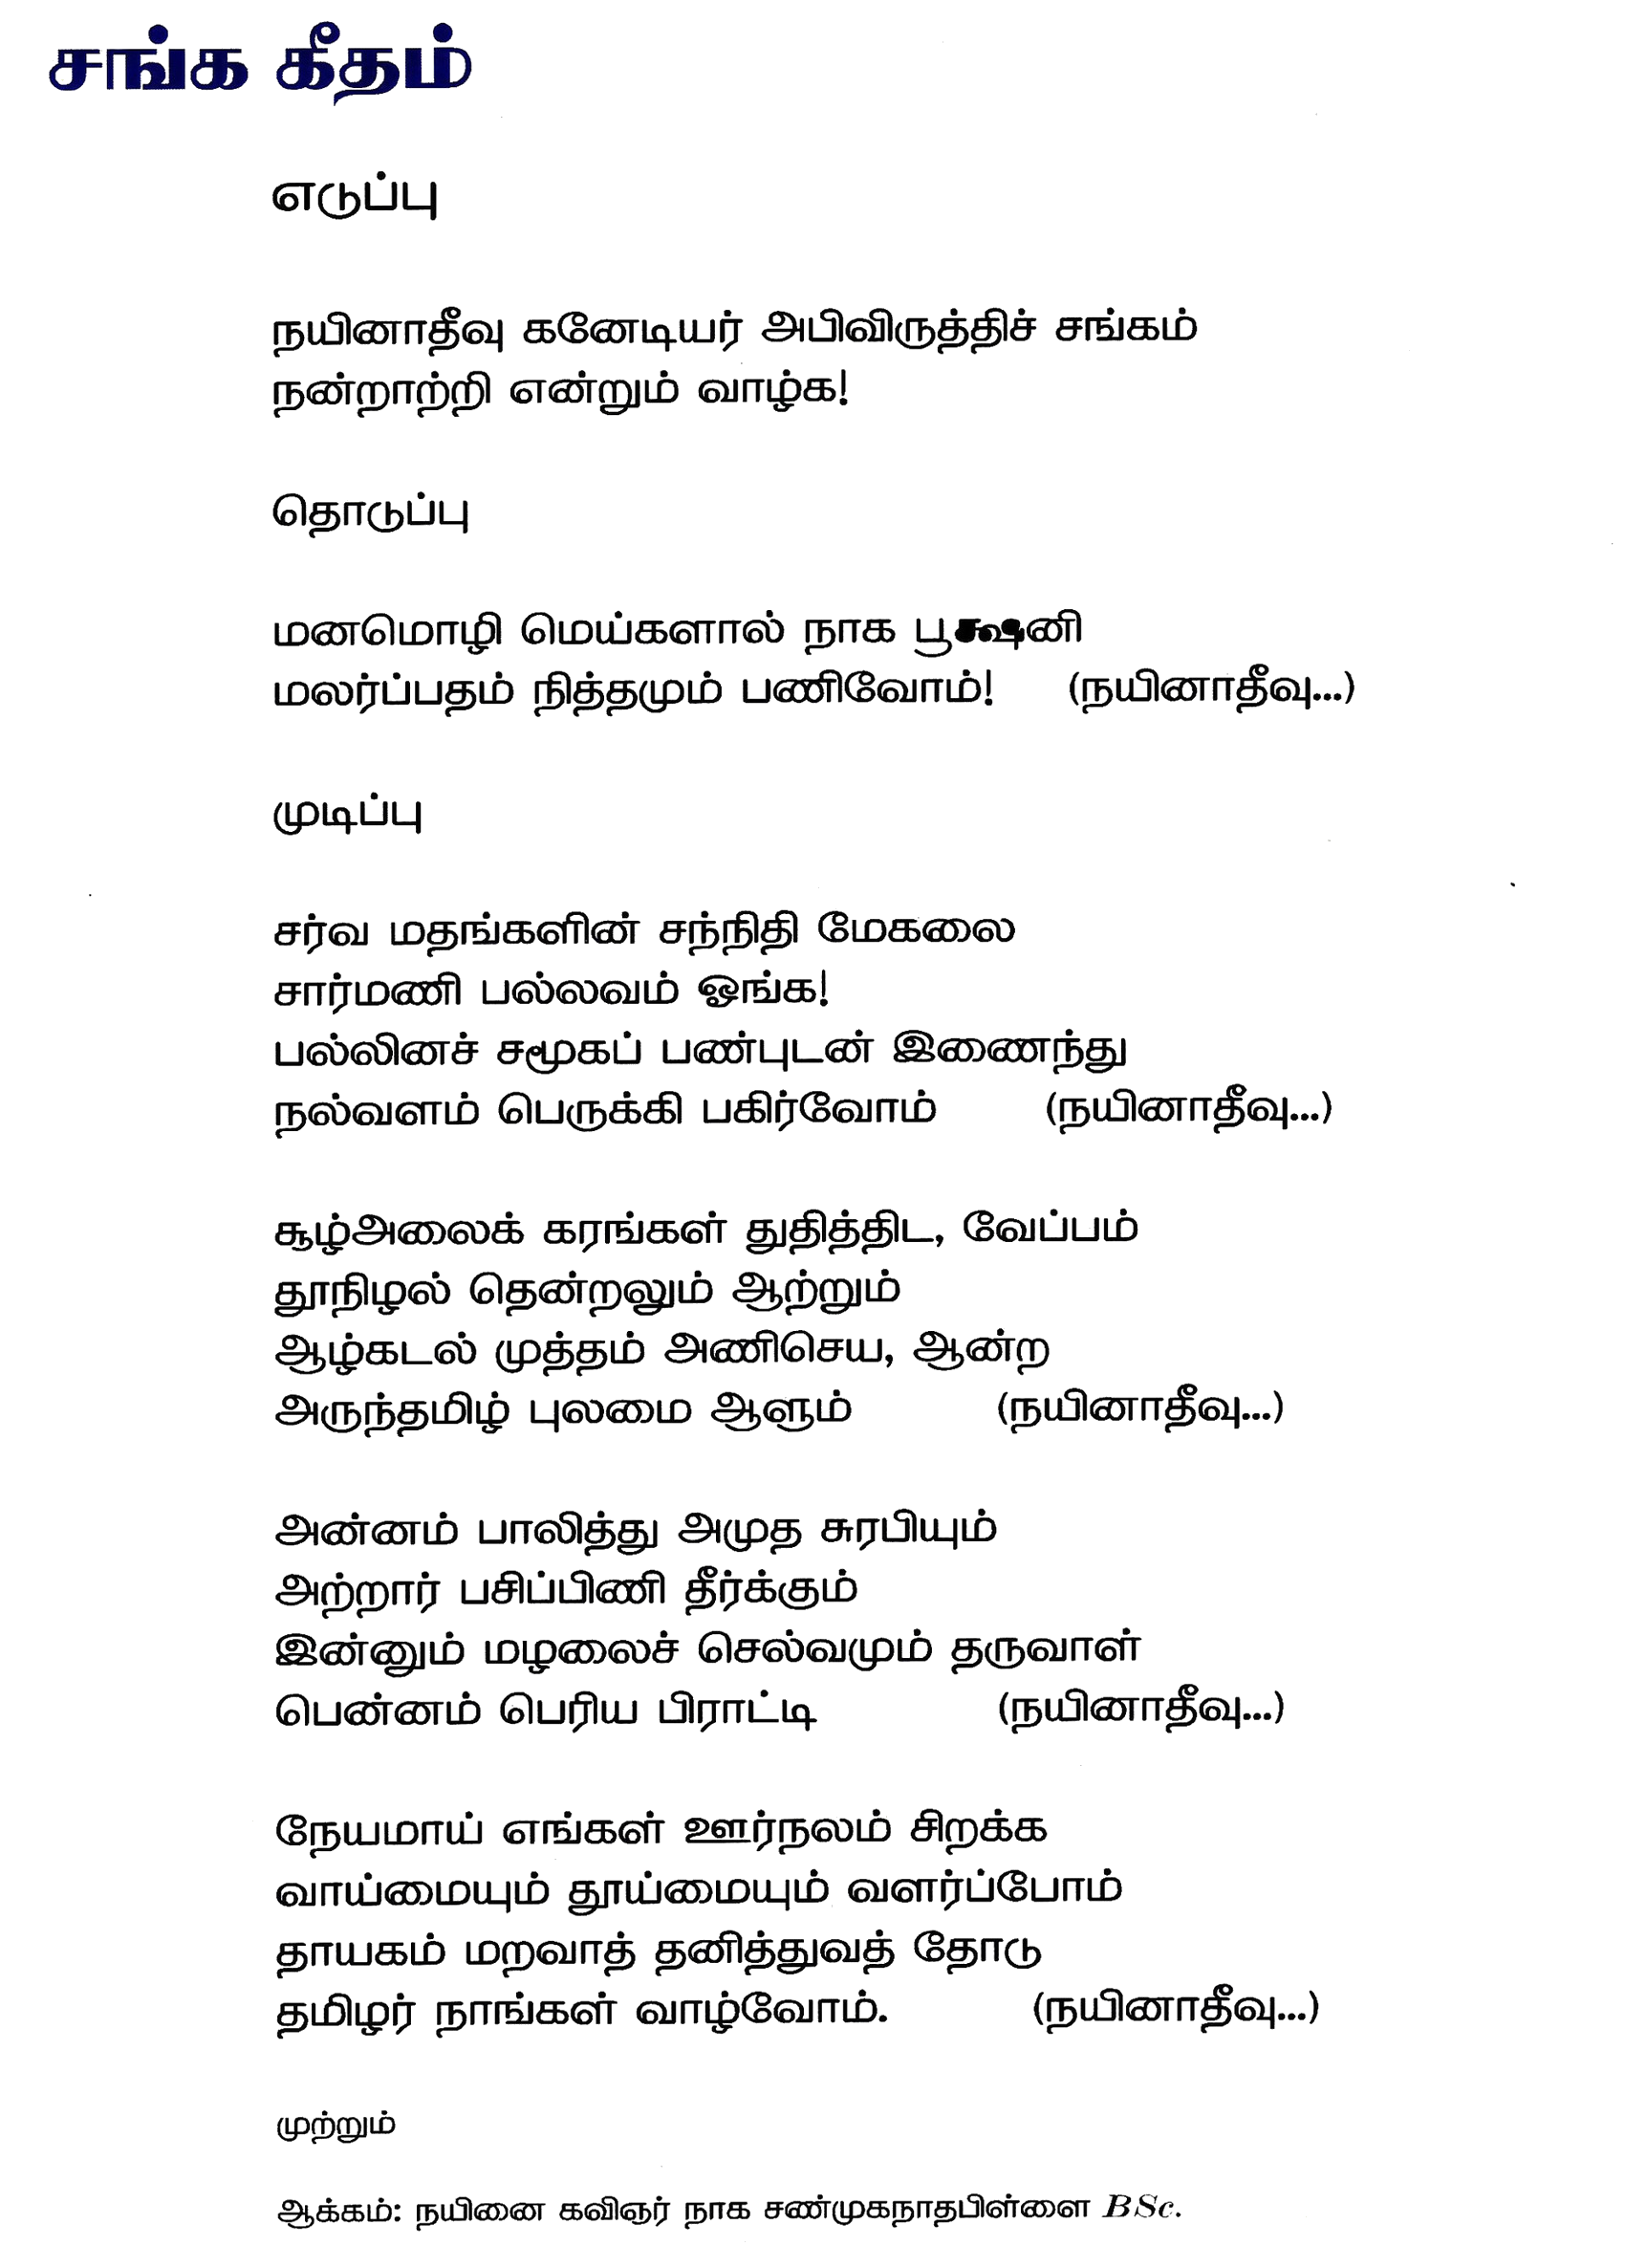 சங்க கீதம்
எடுப்பு
நயினாதீவு கனேடியர் அபிவிருத்திச் சங்கம்
நன்றாற்றி என்றும் வாழ்க!
தொடுப்பு
மனமொழி மெய்களால் நாக பூக்ஷனி
மலர்ப்பதம் நித்தமும் பணிவோம்! (நயினாதீவு...)
முடிப்பு
சர்வ மதங்களின் சந்நிதி மேகலை
சார்மணி பல்லவம் ஓங்க!
பல்லினச் சமூகப் பண்புடன் இணைந்து
நல்வளம் பெருக்கி பகிர்வோம் (நயினாதீவு...)
சூழ்அலைக் கரங்கள் துதித்திட, வேப்பம்
தூநிழல் தென்றலும் ஆற்றும்
ஆழ்கடல் முத்தம் அணிசெய, ஆன்ற
அருந்தமிழ் புலமை ஆளும் (நயினாதீவு...)
அன்னம் பாலித்து அமுத சுரபியும்
அற்றார் பசிப்பிணி தீர்க்கும்
இன்னும் மழலைச் செல்வமும் தருவாள்
பென்னம் பெரிய பிராட்டி (நயினாதீவு...)
நேயமாய் எங்கள் ஊர்நலம் சிறக்க
வாய்மையும் தூய்மையும் வளர்ப்போம்
தாயகம் மறவாத் தனித்துவத் தோடு
தமிழர் நாங்கள் வாழ்வோம். (நயினாதீவு...)
முற்றும்
ஆக்கம்: நயினை கவிஞர் நாக சண்முகநாதபிள்ளை BSc.